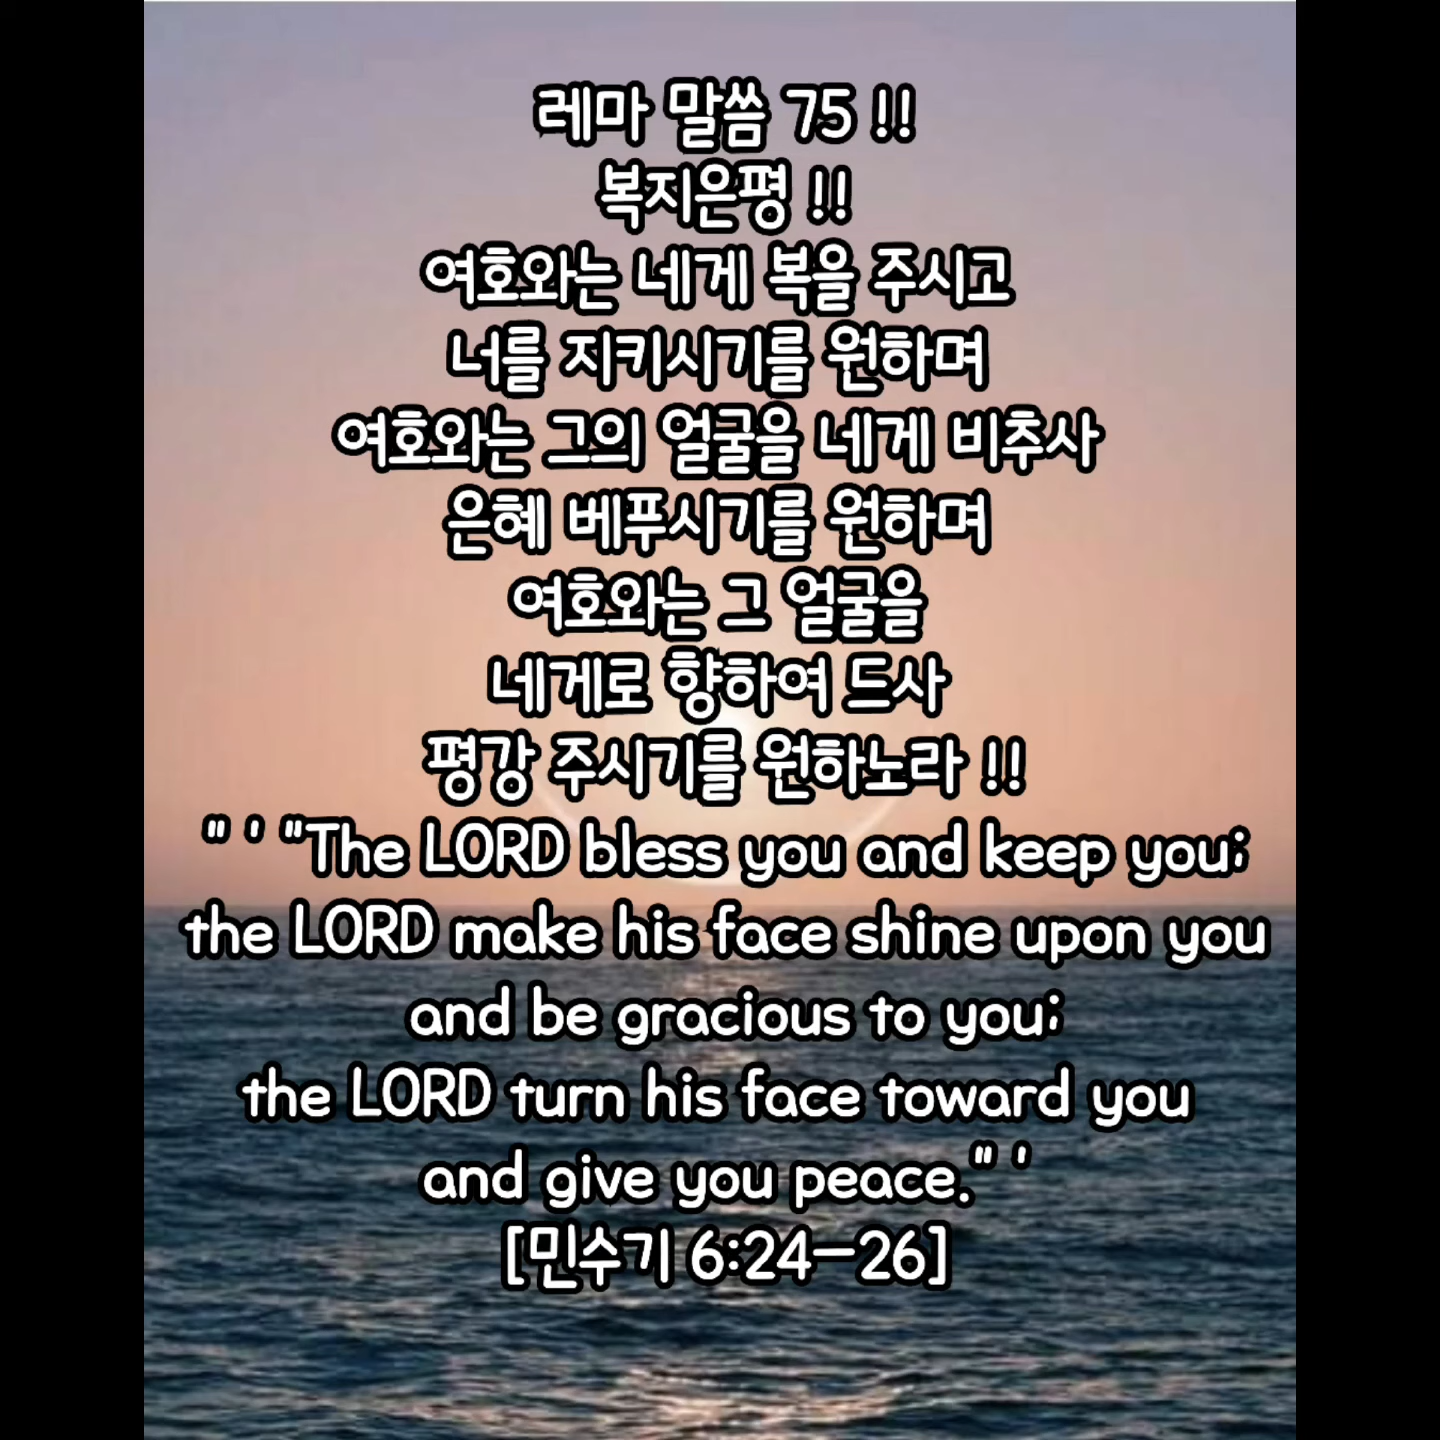 레마 말씀 75 !!
복지은평 !!
여호와는 네게 복을 주시고
너를 지키시기를 원하며
여호와는 그의 얼굴을 네게 비추사
은혜 베푸시기를 원하며
여호와는 그 얼굴을
네게로 향하여 드사
평강 주시기를 원하노라 !!
" ' "The LORD bless you and keep you;
the LORD make his face shine upon you
and be gracious to you;
the LORD turn his face toward you
and give you peace." '
[민수기 6:24-26]